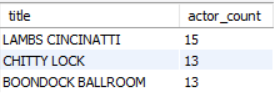 title actor_count
LAMBS CINCINATTI 15
CHITTY LOCK 13
BOONDOCK BALLROOM 13